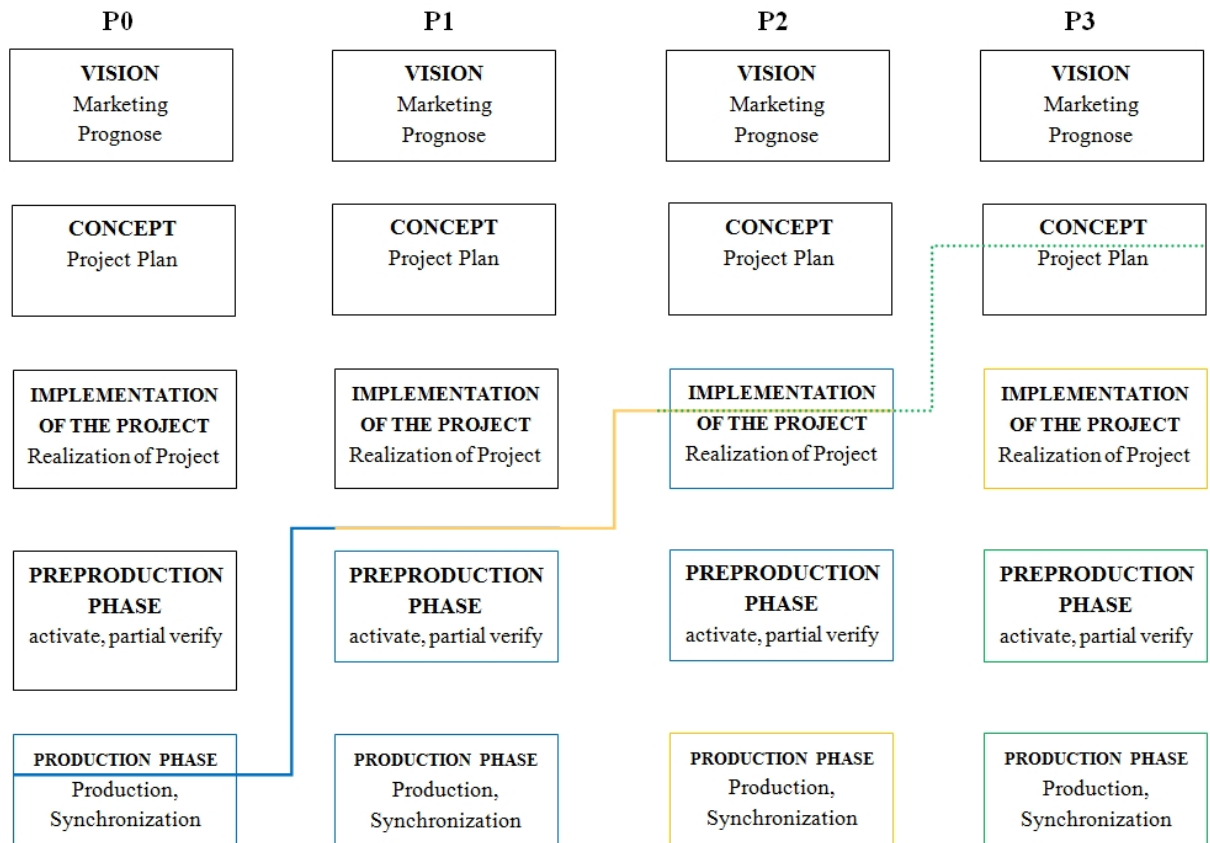 P0
P1
P2
P3
VISION
Marketing
Prognose
VISION
Marketing
Prognose
VISION
Marketing
Prognose
VISION
Marketing
Prognose
CONCEPT
Project Plan
CONCEPT
Project Plan
CONCEPT
Project Plan
CONCEPT
Project Plan
IMPLEMENTATION
OF THE PROJECT
Realization of Project
IMPLEMENTATION
OF THE PROJECT
Realization of Project
IMPLEMENTATION
OF THE PROJECT
Realization of Project
IMPLEMENTATION
OF THE PROJECT
Realization of Project
PREPRODUCTION
PHASE
activate, partial verify
PREPRODUCTION
PHASE
activate, partial verify
PREPRODUCTION
PHASE
activate, partial verify
PREPRODUCTION
PHASE
activate, partial verify
PRODUCTION PHASE
Production,
Synchronization
PRODUCTION PHASE
Production,
Synchronization
PRODUCTION PHASE
Production,
Synchronization
PRODUCTION PHASE
Production,
Synchronization